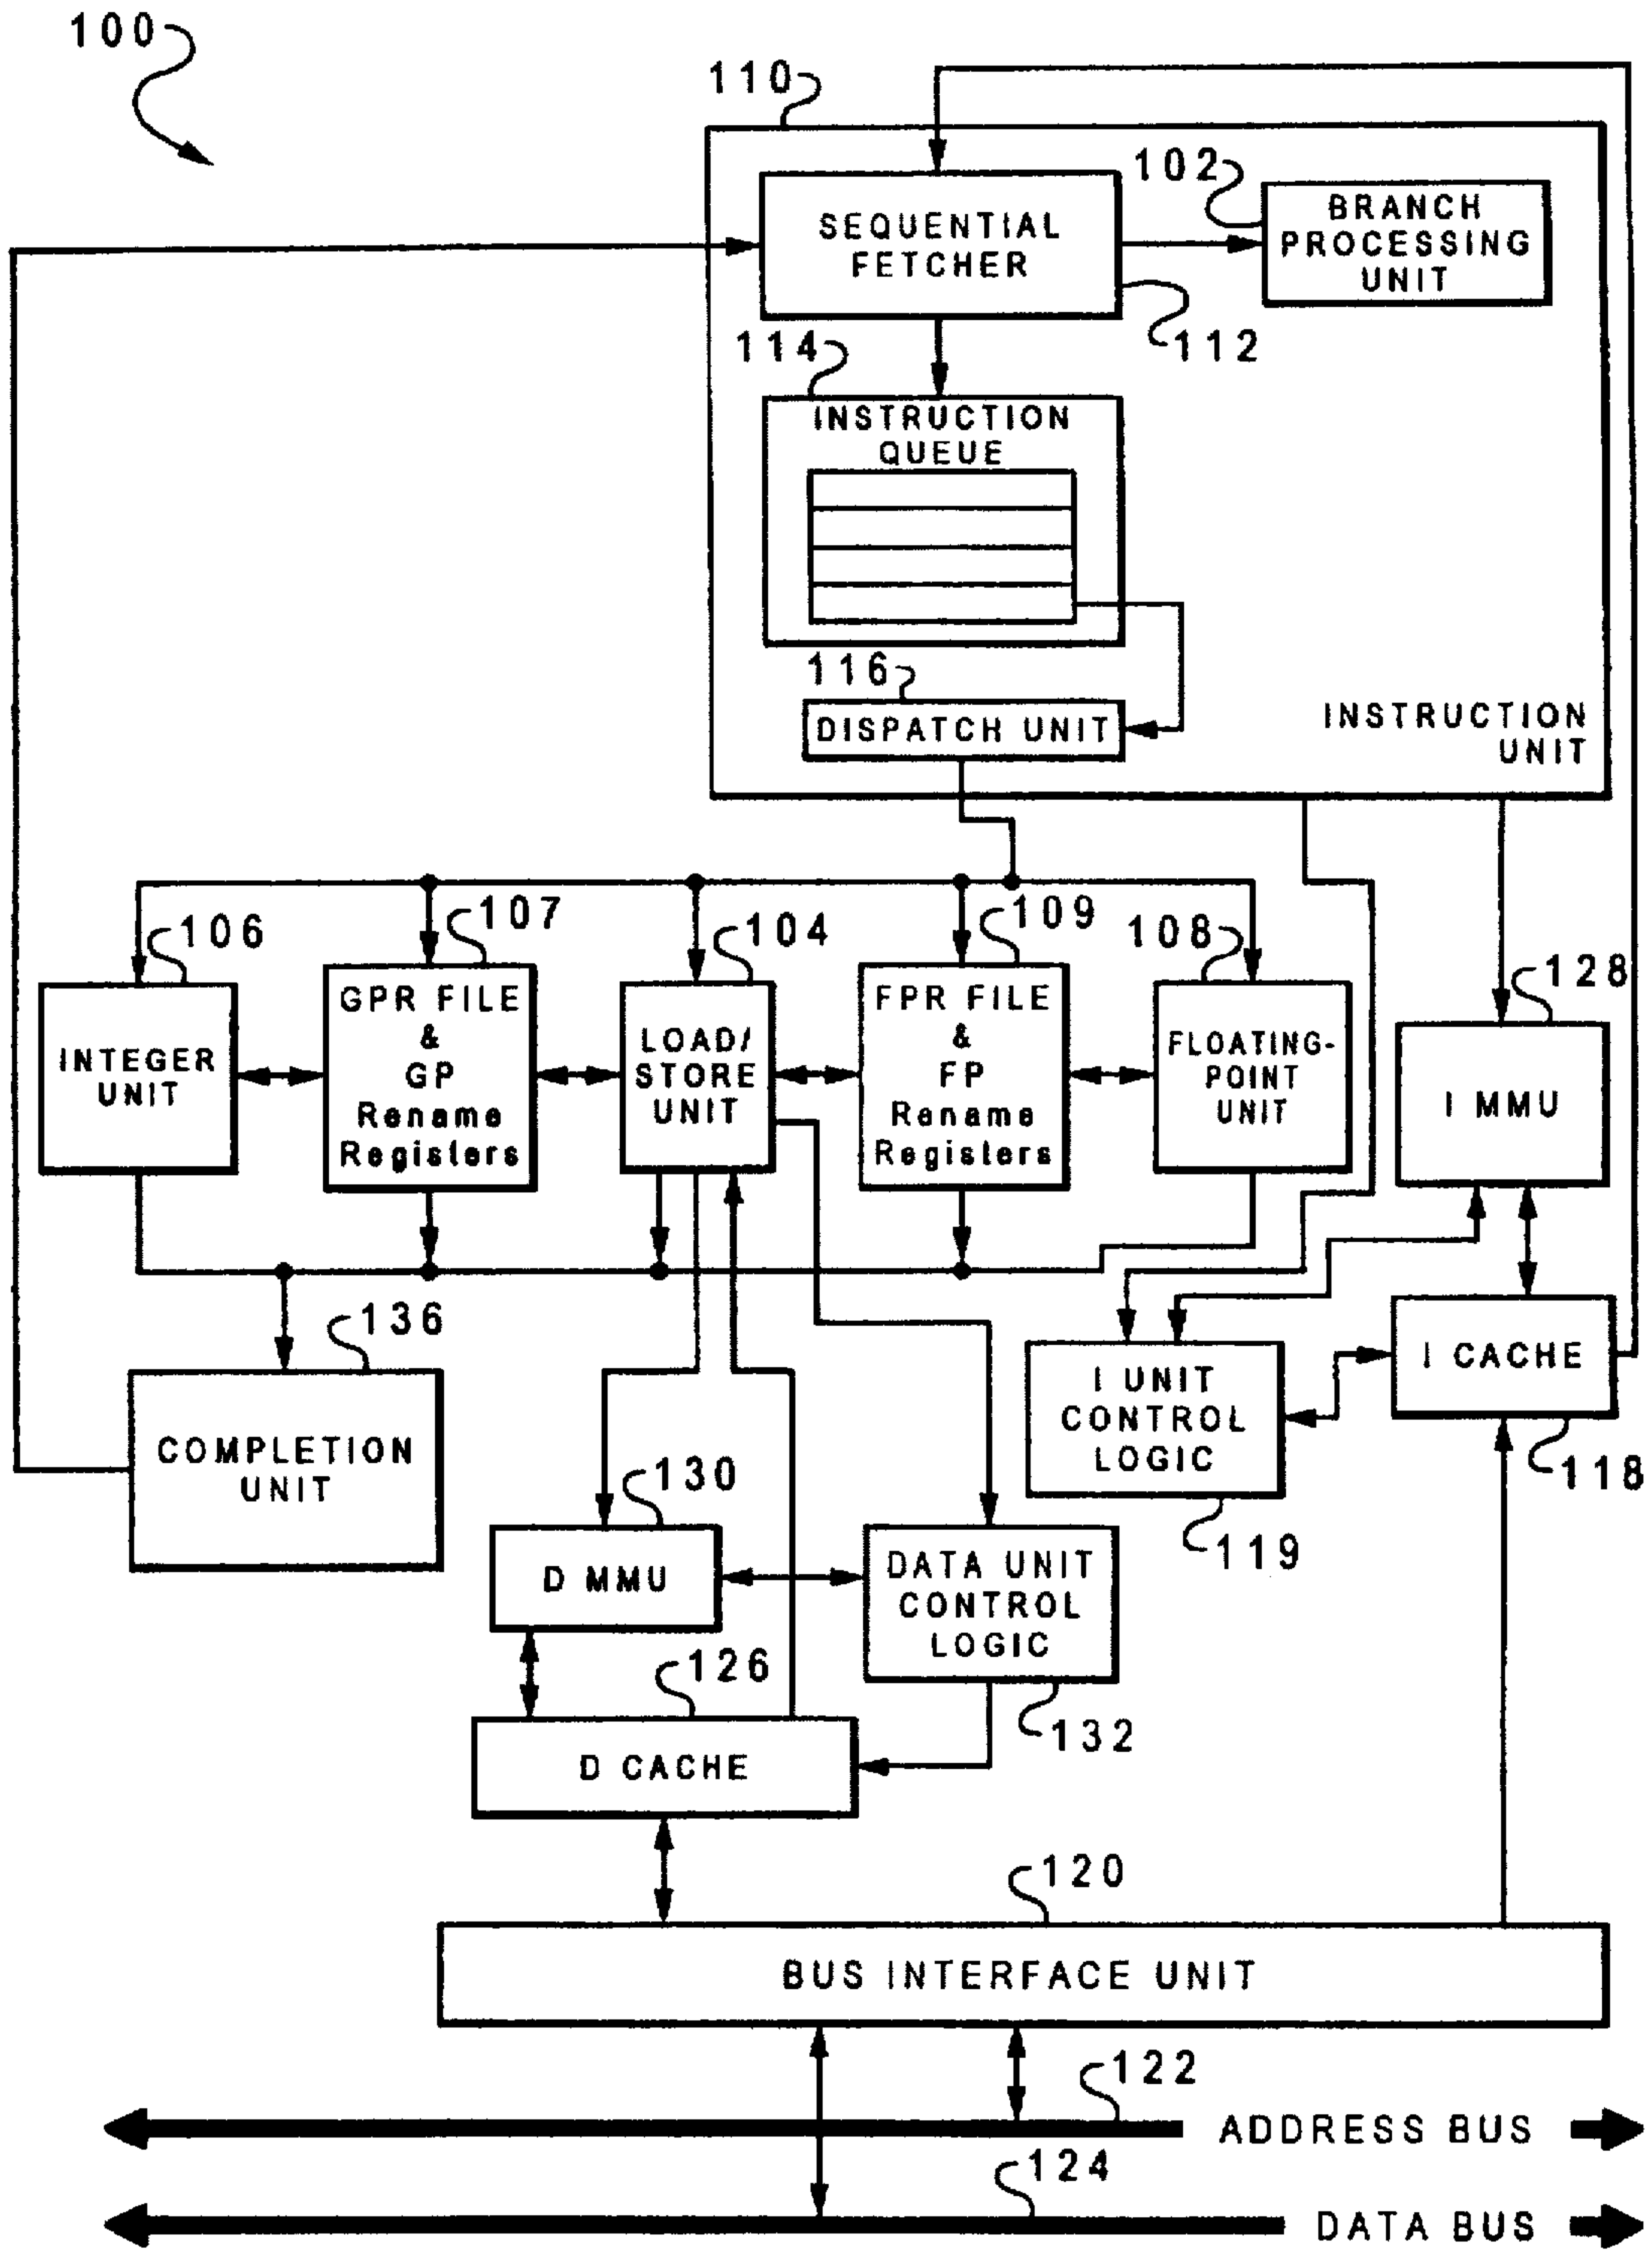 100
110
102
SEQUENTIAL
FETCHER
BRANCH
PROCESSING
UNIT
112
114
INSTRUCTION
QUEUE
116
DISPATCH UNIT
INSTRUCTION
UNIT
106
107
104
109
108
128
INTEGER
UNIT
GPR FILE
&
GP
Rename
Registers
LOAD/
STORE
UNIT
FPR FILE
&
FP
Rename
Registers
FLOATING-
POINT
UNIT
I MMU
136
COMPLETION
UNIT
I UNIT
CONTROL
LOGIC
119
I CACHE
118
130
D MMU
DATA UNIT
CONTROL
LOGIC
132
126
D CACHE
120
BUS INTERFACE UNIT
122
ADDRESS BUS
124
DATA BUS